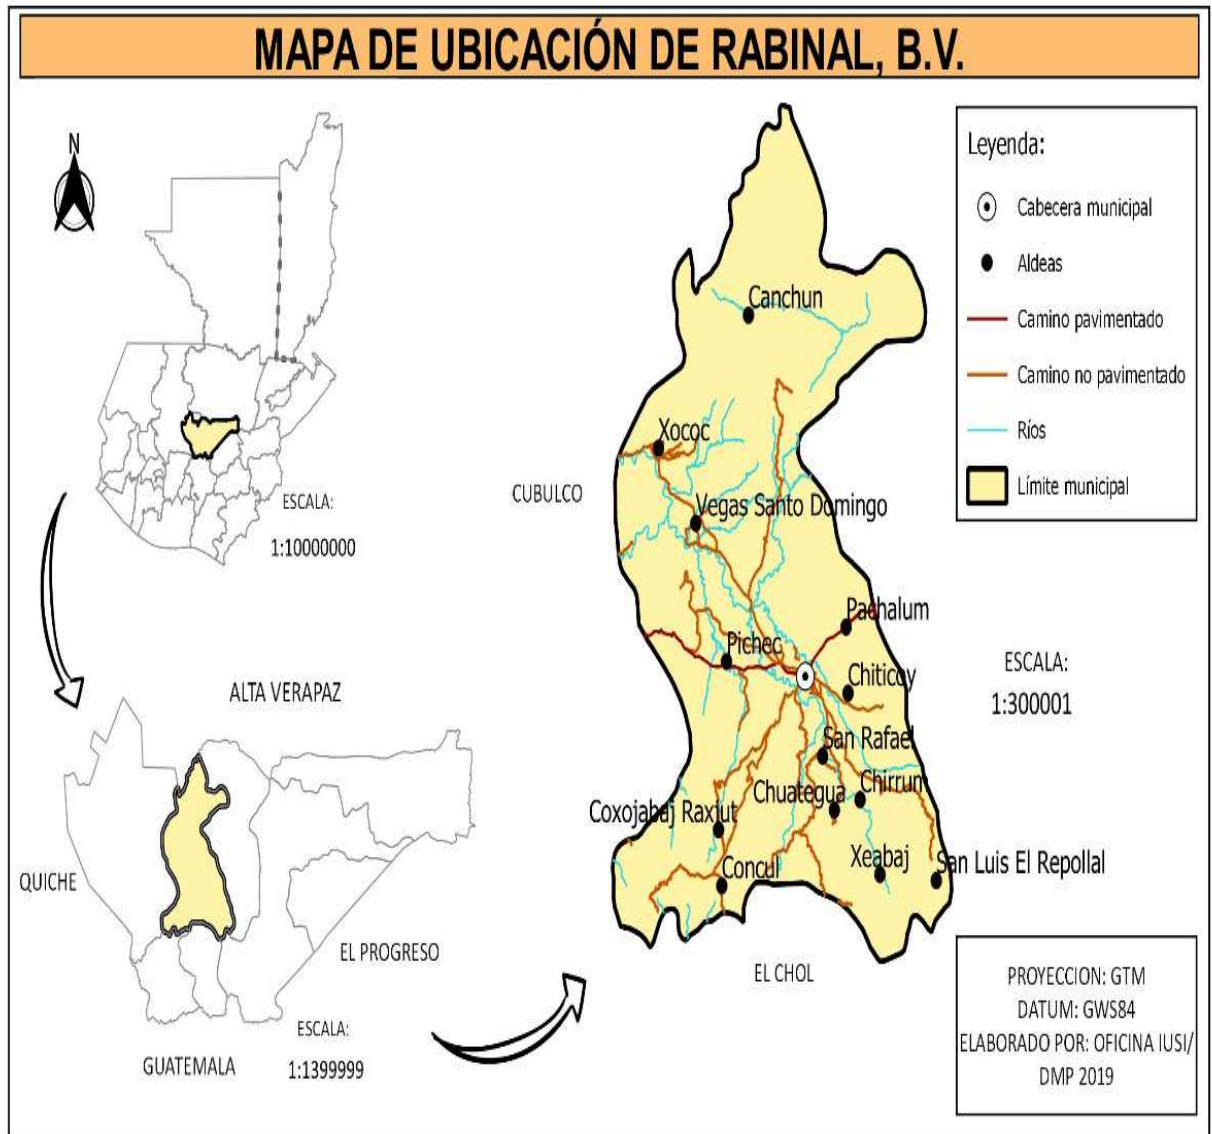 MAPA DE UBICACIÓN DE RABINAL, B.V.
N
ESCALA:
1:10000000
ALTA VERAPAZ
QUICHE
EL PROGRESO
GUATEMALA
ESCALA:
1:1399999
CUBULCO
Canchun
Xococ
Vegas Santo Domingo
Pachalum
Pichec
Chiticoy
San Rafael
Chuategua
Chirrum
Coxojabaj Raxjut
Xeabaj
San Luis El Repollal
Concul
EL CHOL
ESCALA:
1:300001
Leyenda:
Cabecera municipal
Aldeas
Camino pavimentado
Camino no pavimentado
Ríos
Límite municipal
PROYECCION: GTM
DATUM: GWS84
ELABORADO POR: OFICINA IUSI/
DMP 2019